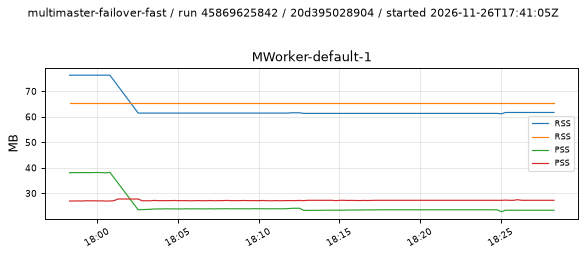 multimaster-failover-fast / run 45869625842 / 20d395028904 / started 2026-11-26T17:41:05Z
MWorker-default-1
MB
70
60
50
40
30
RSS
RSS
PSS
PSS
18:00
18:05
18:10
18:15
18:20
18:25